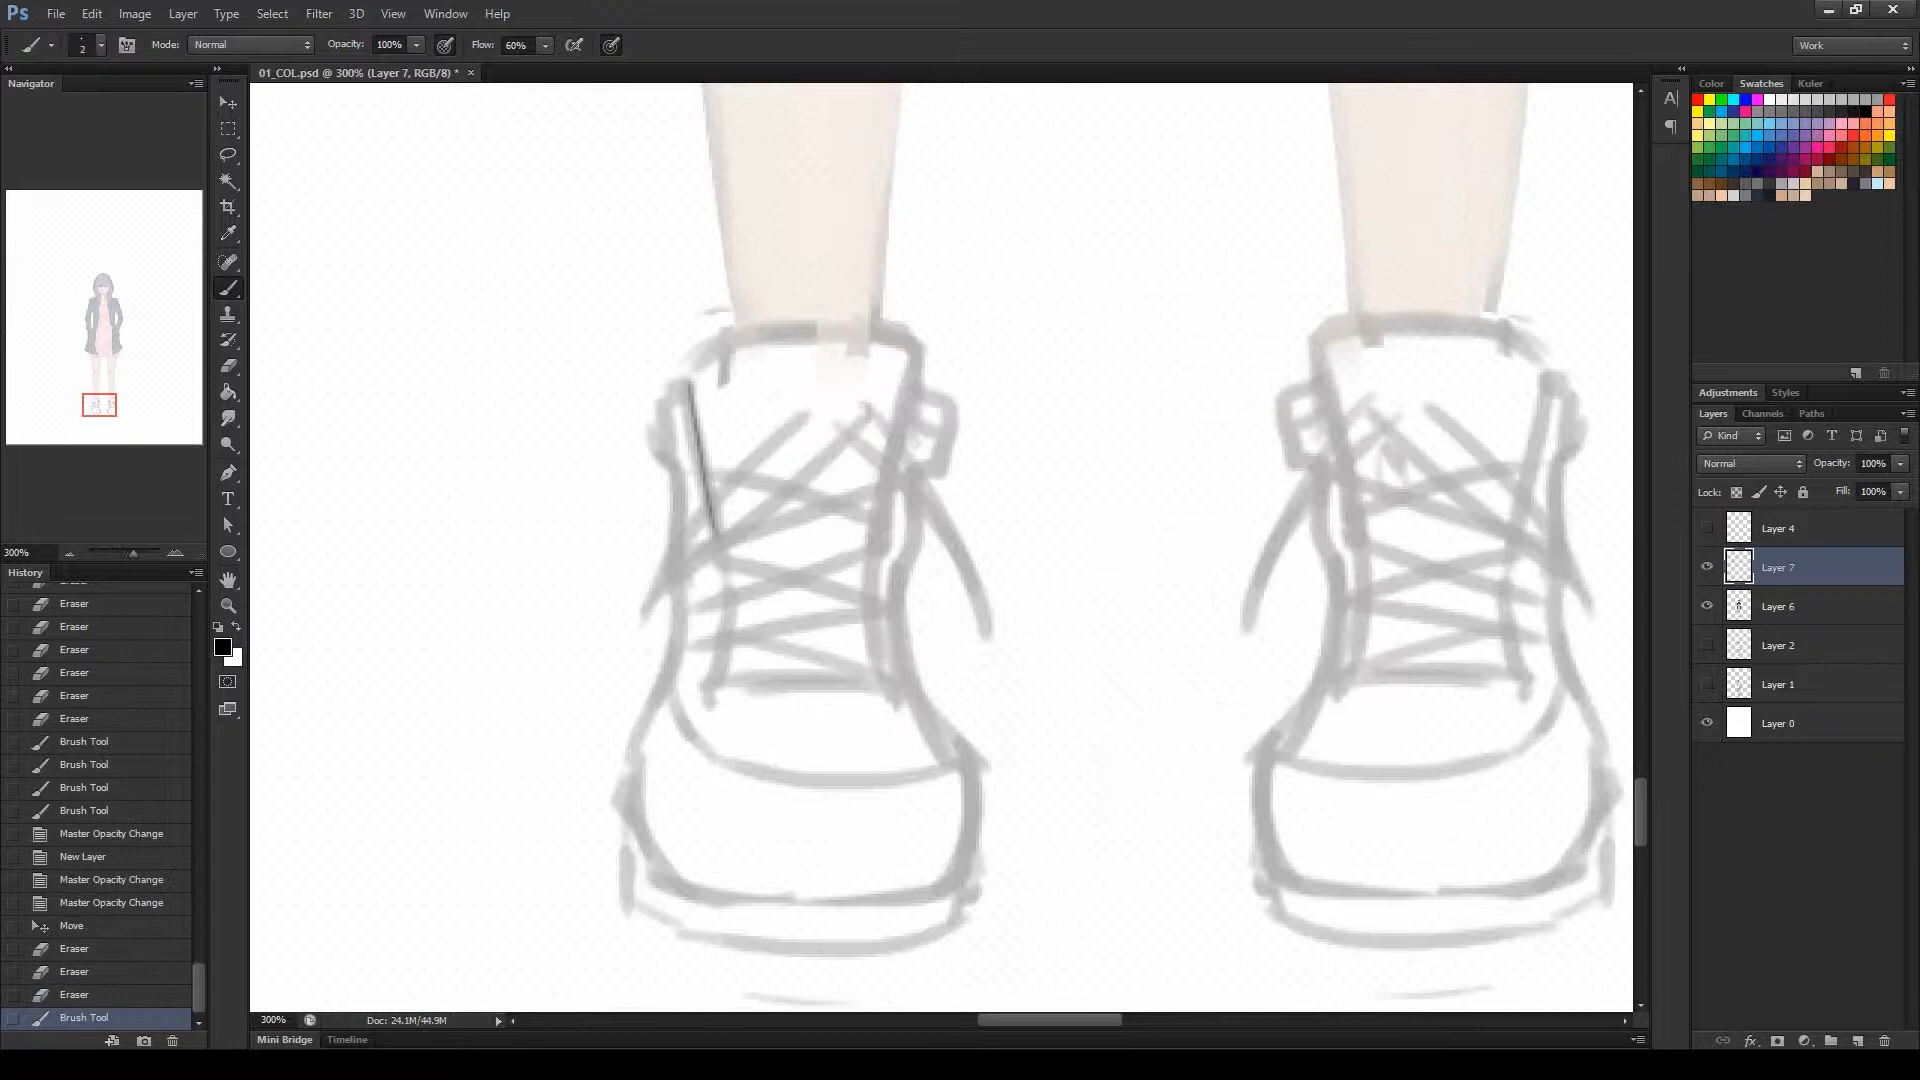 Ps File Edit Image Layer Type Select Filter 3D View Window Help
2 Mode: Normal Opacity: 100% Flow: 60% Work
Navigator
01_COL.psd @ 300% (Layer 7, RGB/8) * ×
Color Swatches Kuler
300%
History
Eraser
Eraser
Eraser
Eraser
Eraser
Eraser
Brush Tool
Brush Tool
Brush Tool
Brush Tool
Master Opacity Change
New Layer
Master Opacity Change
Master Opacity Change
Move
Eraser
Eraser
Eraser
Brush Tool
Adjustments Styles
Layers Channels Paths
Kind
Normal Opacity: 100%
Lock: Fill: 100%
Layer 4
Layer 7
Layer 6
Layer 2
Layer 1
Layer 0
300% Doc: 24.1M/44.9M
Mini Bridge Timeline